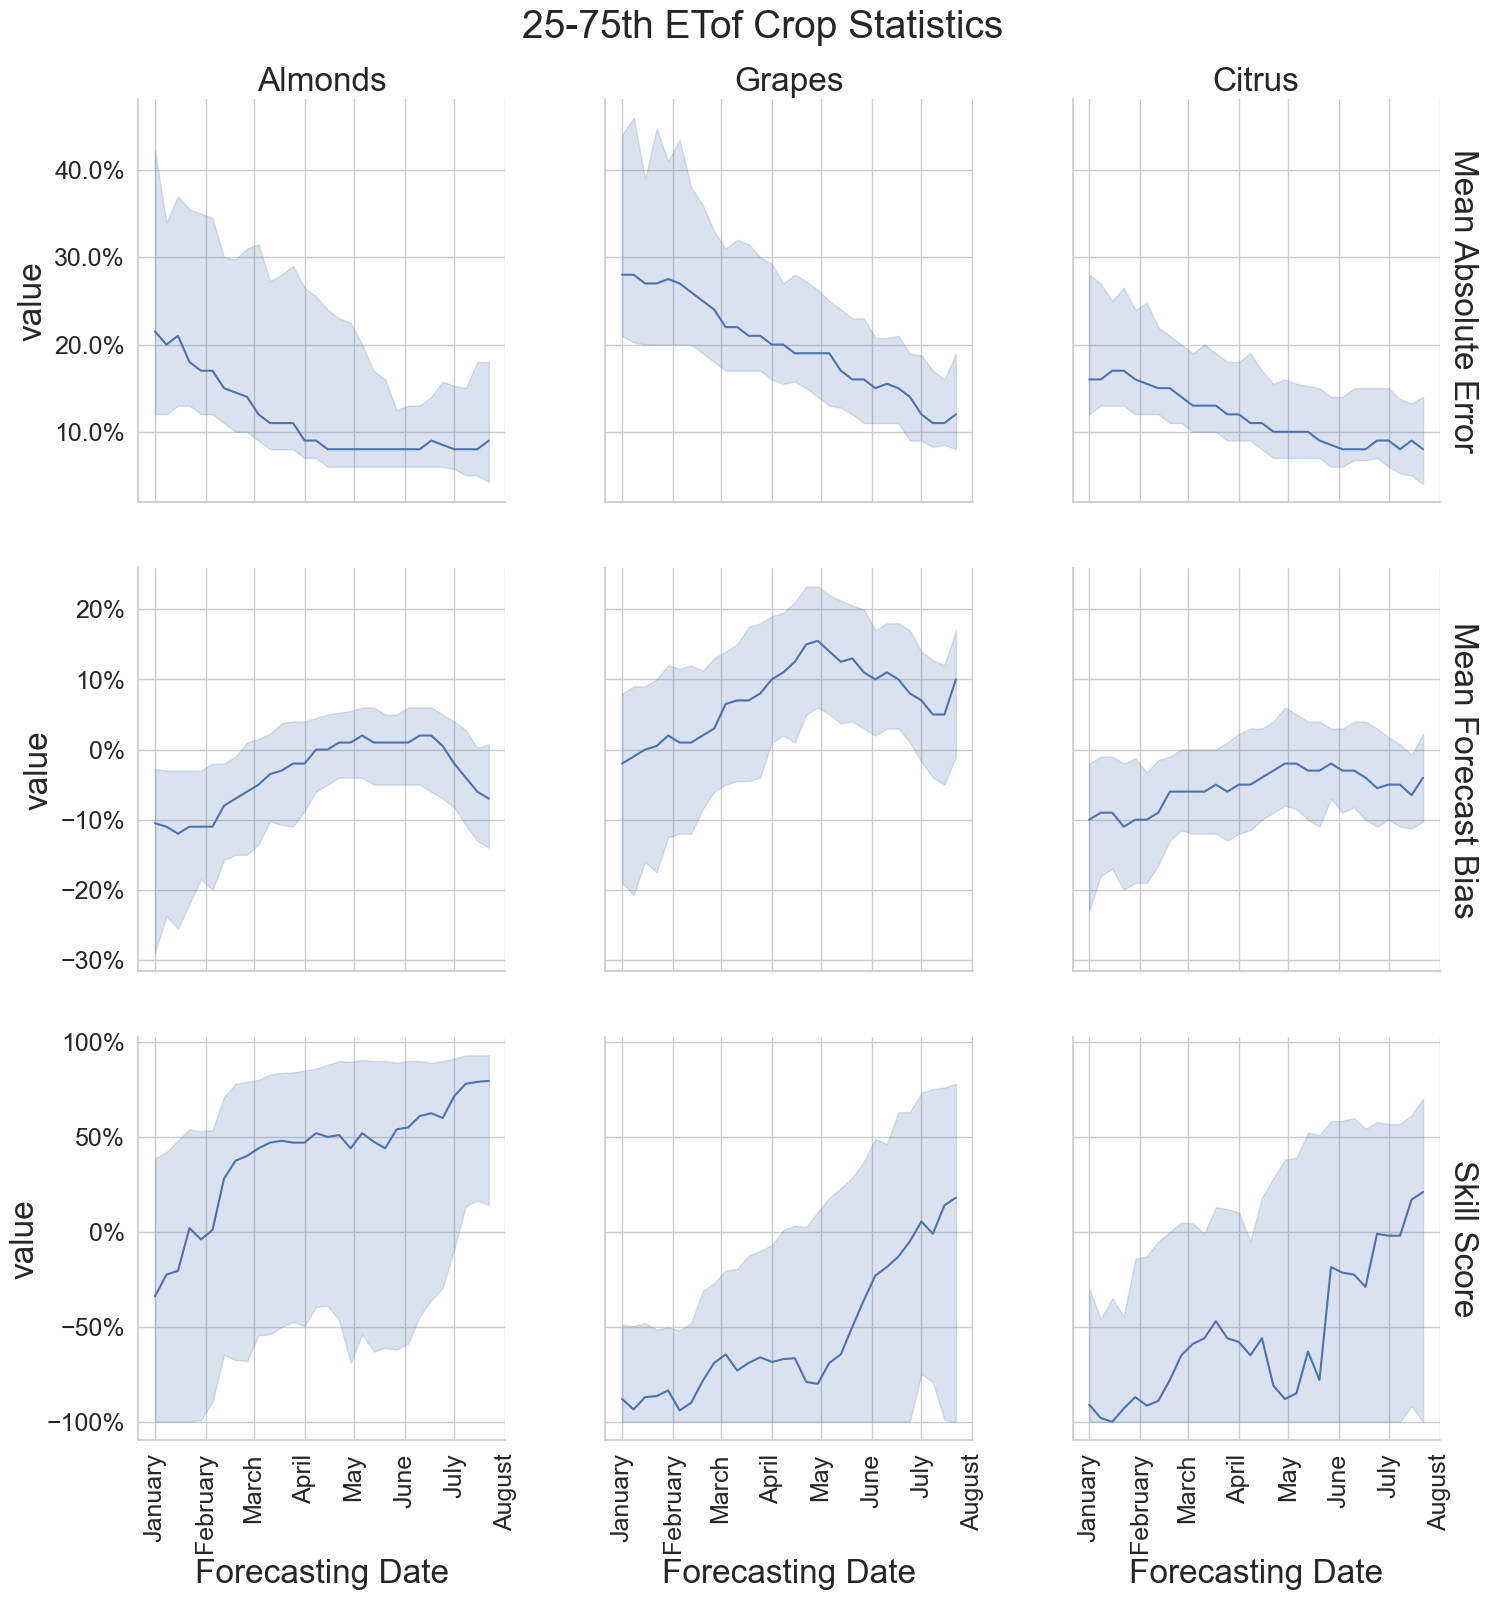 25-75th ETof Crop Statistics
Almonds
Grapes
Citrus
40.0%
30.0%
20.0%
10.0%
value
Mean Absolute Error
20%
10%
0%
−10%
−20%
−30%
value
Mean Forecast Bias
100%
50%
0%
−50%
−100%
value
Skill Score
January
February
March
April
May
June
July
August
January
February
March
April
May
June
July
August
January
February
March
April
May
June
July
August
Forecasting Date
Forecasting Date
Forecasting Date